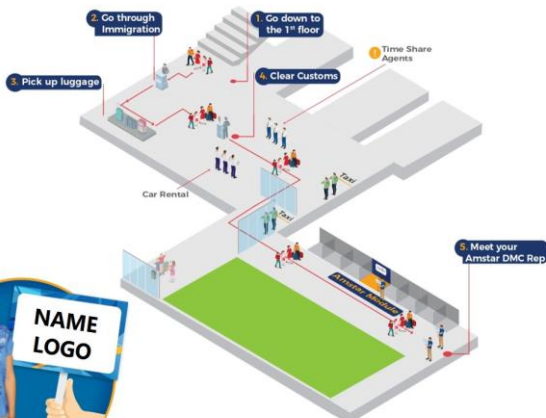 2. Go through
Immigration
1. Go down to
the 1st floor
! Time Share
Agents
3. Pick up luggage
4. Clear Customs
Car Rental
Taxi
Taxi
5. Meet your
Amstar DMC Rep
Amstar Module
NAME
LOGO